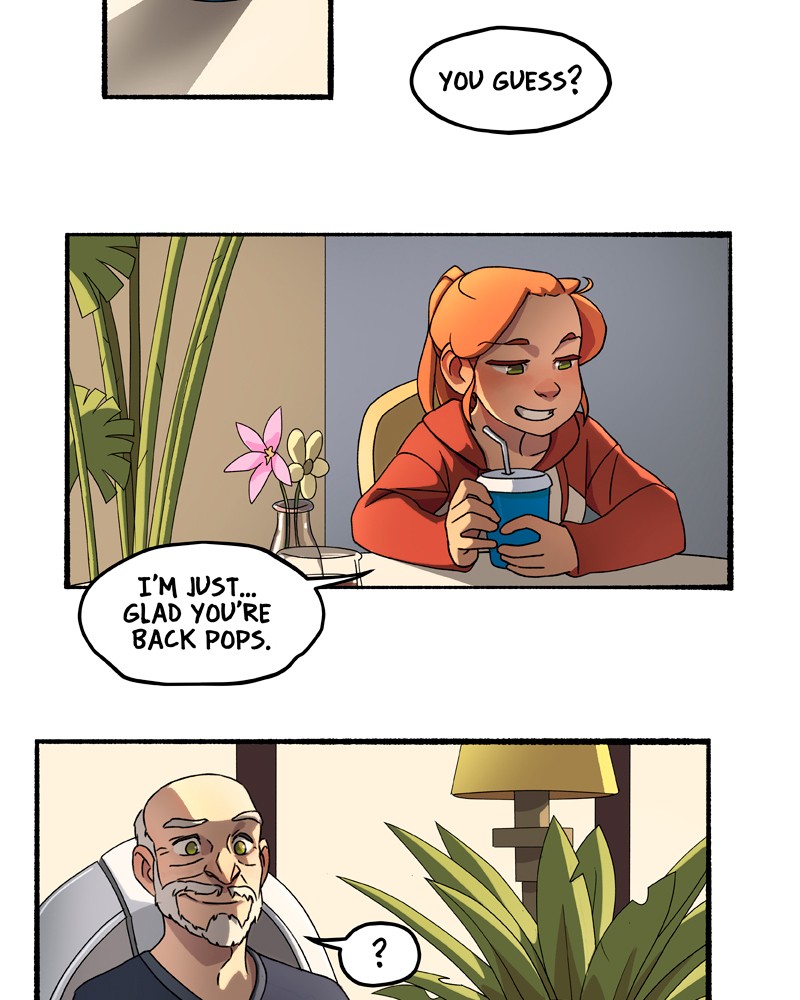 YOU GUESS?
I'M JUST...
GLAD YOU'RE
BACK POPS.
?